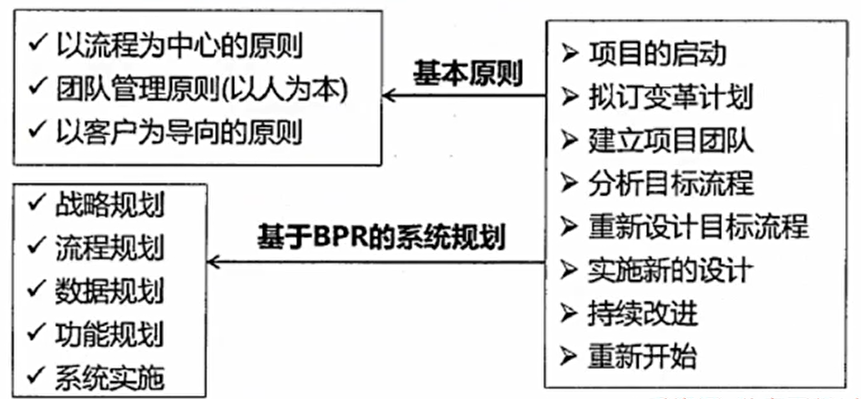 ✓ 以流程为中心的原则
✓ 团队管理原则(以人为本)
✓ 以客户为导向的原则
基本原则
➢ 项目的启动
➢ 拟订变革计划
➢ 建立项目团队
➢ 分析目标流程
➢ 重新设计目标流程
➢ 实施新的设计
➢ 持续改进
➢ 重新开始
基于BPR的系统规划
✓ 战略规划
✓ 流程规划
✓ 数据规划
✓ 功能规划
✓ 系统实施